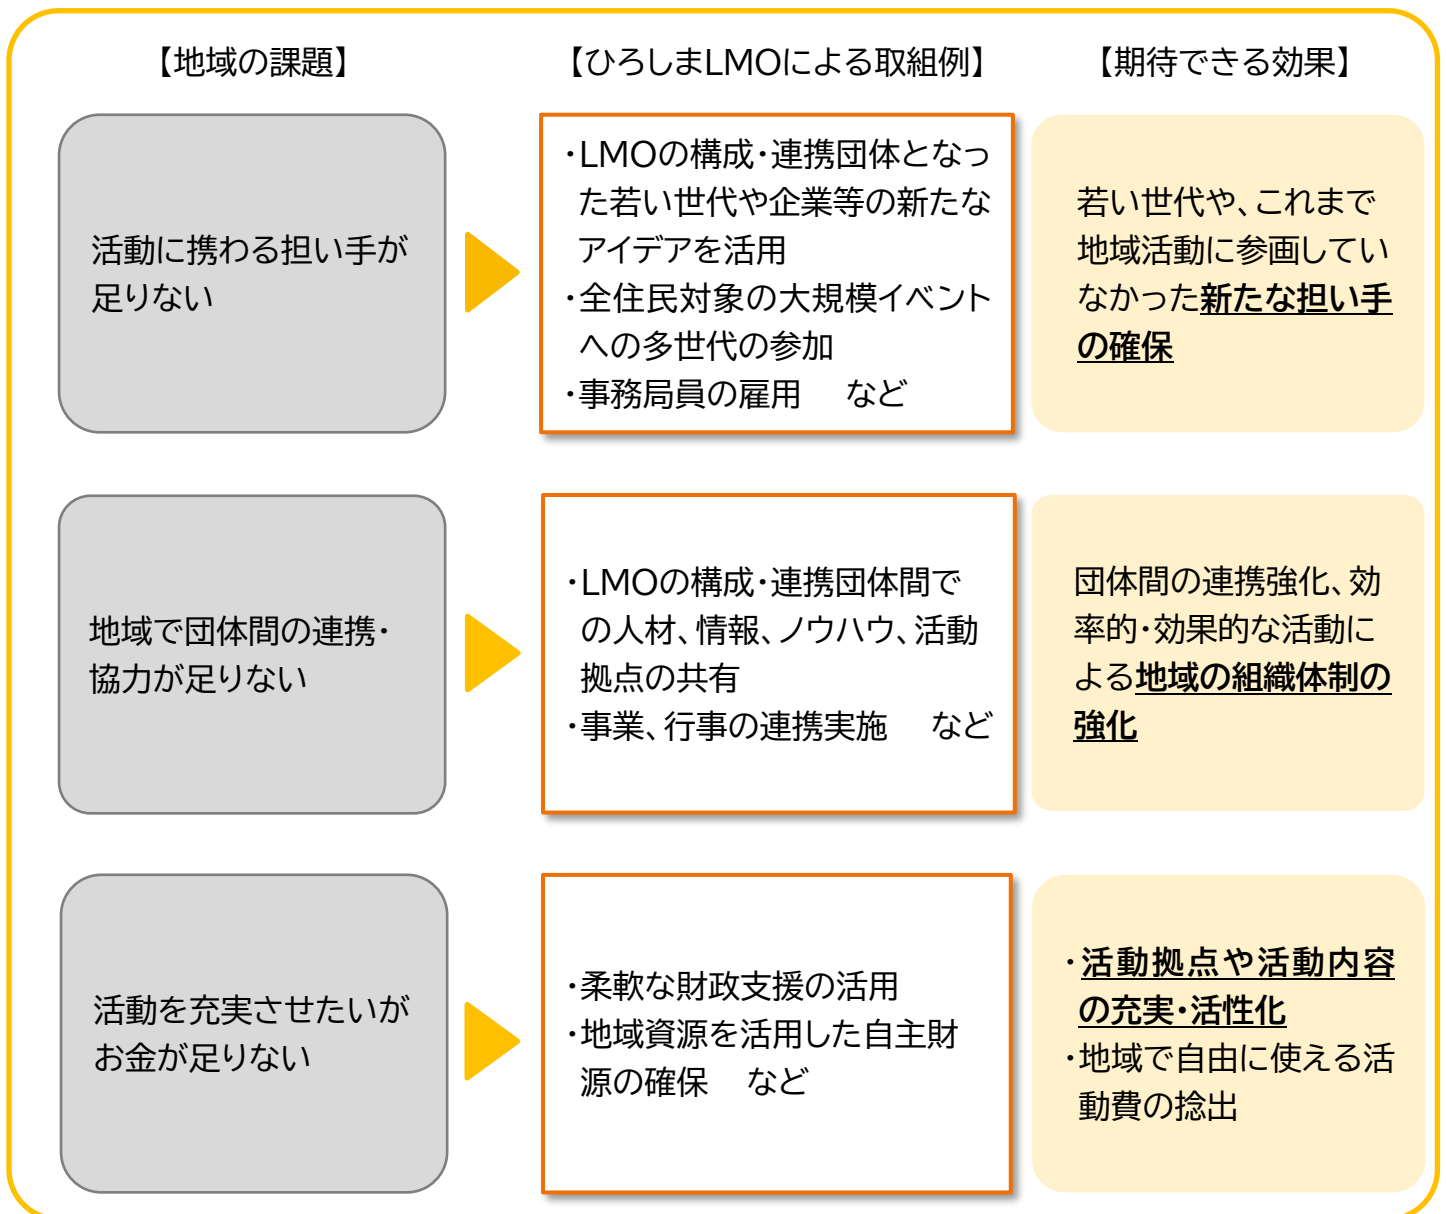 【地域の課題】
【ひろしまLMOによる取組例】
【期待できる効果】
活動に携わる担い手が
足りない
・LMOの構成・連携団体となっ
た若い世代や企業等の新たな
アイデアを活用
・全住民対象の大規模イベント
への多世代の参加
・事務局員の雇用　など
若い世代や、これまで
地域活動に参画してい
なかった新たな担い手
の確保
地域で団体間の連携・
協力が足りない
・LMOの構成・連携団体間で
の人材、情報、ノウハウ、活動
拠点の共有
・事業、行事の連携実施　など
団体間の連携強化、効
率的・効果的な活動に
よる地域の組織体制の
強化
活動を充実させたいが
お金が足りない
・柔軟な財政支援の活用
・地域資源を活用した自主財
源の確保　など
・活動拠点や活動内容
の充実・活性化
・地域で自由に使える活
動費の捻出